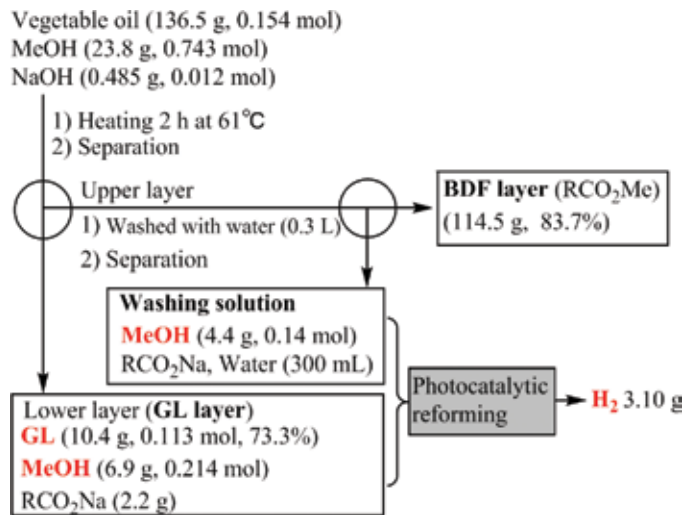 Vegetable oil (136.5 g, 0.154 mol)
MeOH (23.8 g, 0.743 mol)
NaOH (0.485 g, 0.012 mol)
1) Heating 2 h at 61°C
2) Separation
Upper layer
1) Washed with water (0.3 L)
2) Separation
BDF layer (RCO₂Me)
(114.5 g, 83.7%)
Washing solution
MeOH (4.4 g, 0.14 mol)
RCO₂Na, Water (300 mL)
Photocatalytic
reforming
H₂ 3.10 g
Lower layer (GL layer)
GL (10.4 g, 0.113 mol, 73.3%)
MeOH (6.9 g, 0.214 mol)
RCO₂Na (2.2 g)